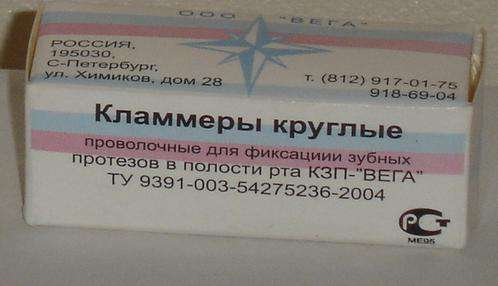 ООО "ВЕГА"
РОССИЯ,
195030,
С-Петербург,
ул. Химиков, дом 28
т. (812) 917-01-75
918-69-04
Кламмеры круглые
проволочные для фиксациии зубных
протезов в полости рта КЗП-"ВЕГА"
ТУ 9391-003-54275236-2004
РСТ
МЕ95